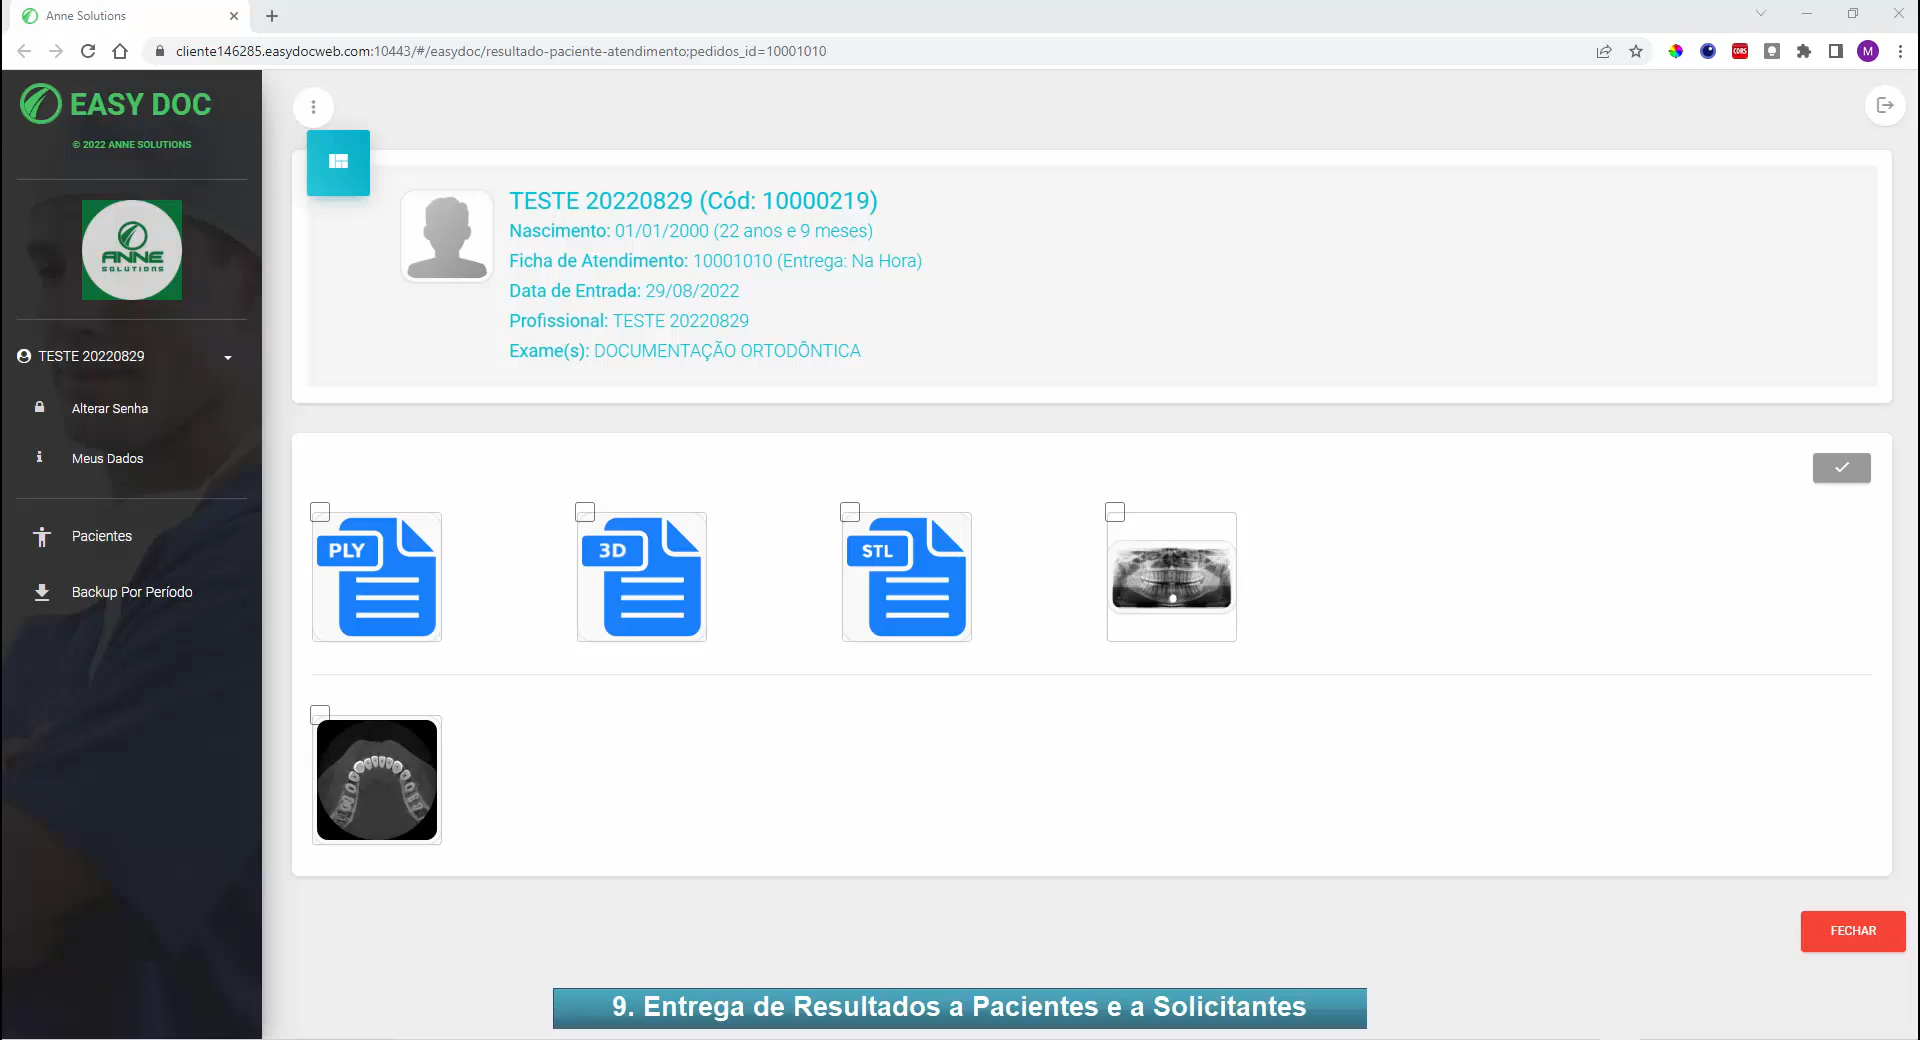 Anne Solutions
cliente146285.easydocweb.com:10443/#/easydoc/resultado-paciente-atendimento;pedidos_id=10001010
CORS
M
EASY DOC
© 2022 ANNE SOLUTIONS
ANNE
SOLUTIONS
TESTE 20220829
Alterar Senha
Meus Dados
Pacientes
Backup Por Período
TESTE 20220829 (Cód: 10000219)
Nascimento: 01/01/2000 (22 anos e 9 meses)
Ficha de Atendimento: 10001010 (Entrega: Na Hora)
Data de Entrada: 29/08/2022
Profissional: TESTE 20220829
Exame(s): DOCUMENTAÇÃO ORTODÔNTICA
PLY
3D
STL
FECHAR
9. Entrega de Resultados a Pacientes e a Solicitantes